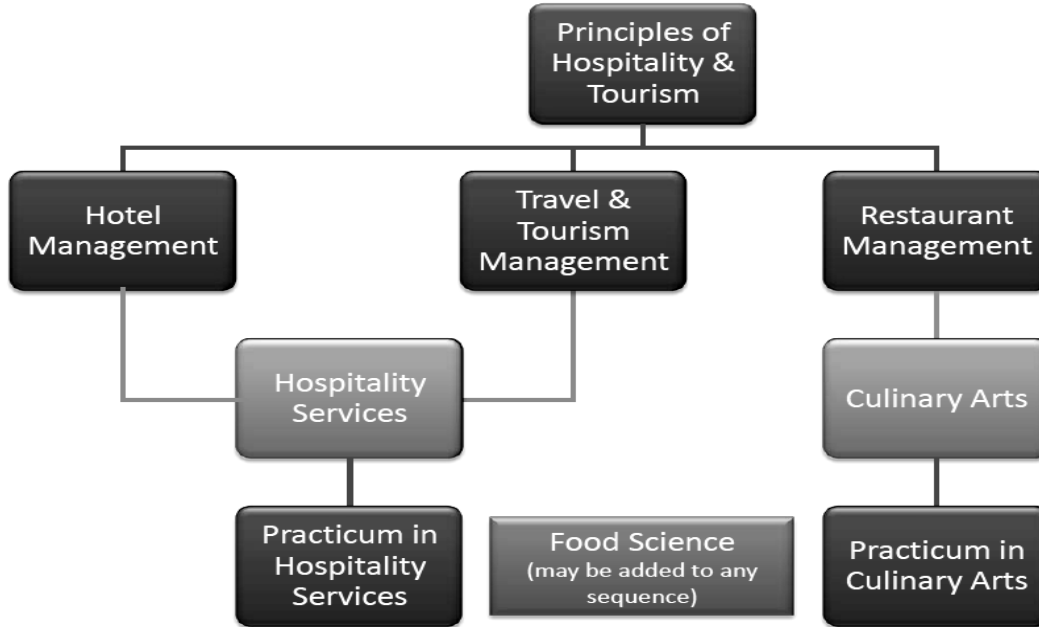 Principles of
Hospitality &
Tourism
Hotel
Management
Travel &
Tourism
Management
Restaurant
Management
Hospitality
Services
Culinary Arts
Practicum in
Hospitality
Services
Food Science
(may be added to any
sequence)
Practicum in
Culinary Arts